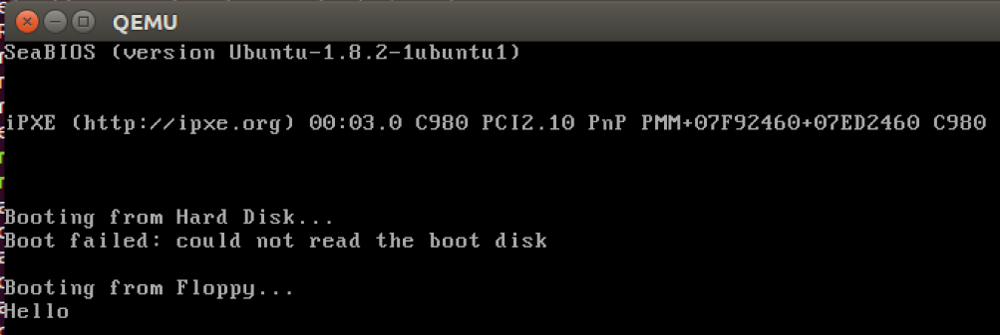 QEMU
SeaBIOS (version Ubuntu-1.8.2-1ubuntu1)
iPXE (http://ipxe.org) 00:03.0 C980 PCI2.10 PnP PMM+07F92460+07ED2460 C980
Booting from Hard Disk...
Boot failed: could not read the boot disk
Booting from Floppy...
Hello